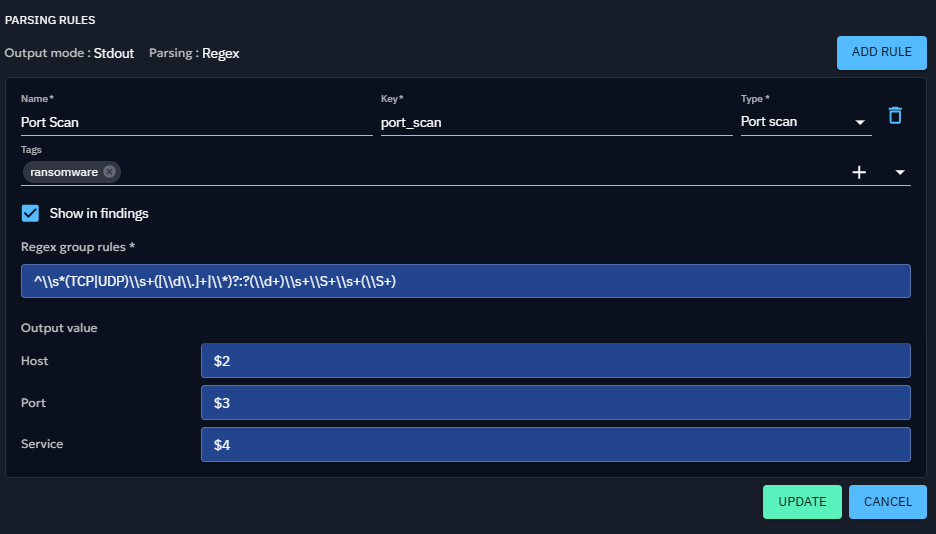 PARSING RULES
Output mode : Stdout Parsing : Regex
ADD RULE
Name* Key* Type *
Port Scan port_scan Port scan
Tags
ransomware
Show in findings
Regex group rules *
^\\s*(TCP|UDP)\\s+([\\d\\.]+|\\*)?:?(\\d+)\\s+\\S+\\s+(\\S+)
Output value
Host $2
Port $3
Service $4
UPDATE CANCEL